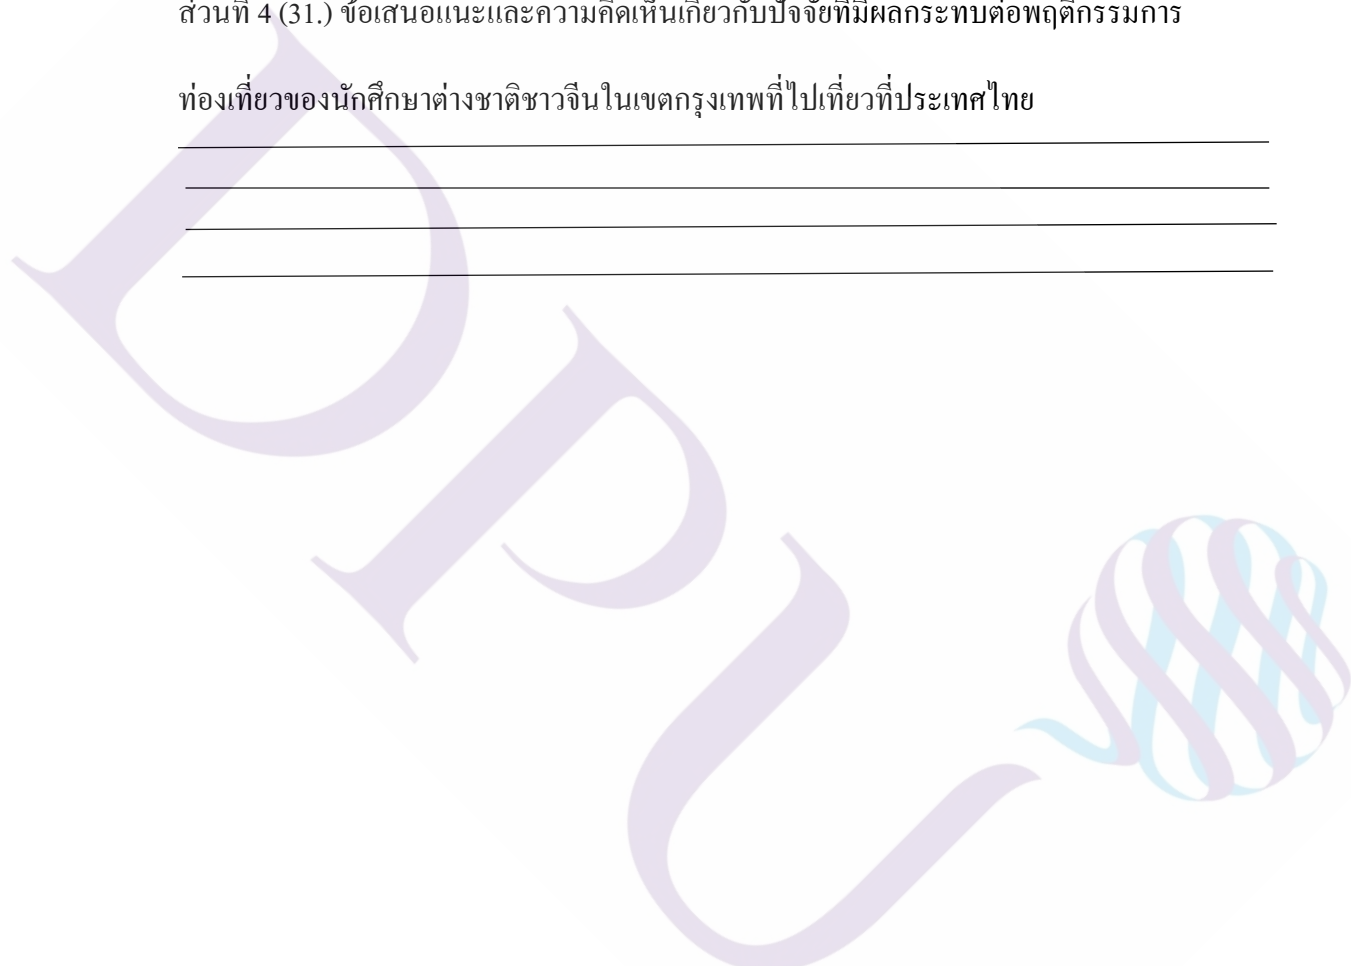 ส่วนที่ 4 (31.) ข้อเสนอแนะและความคิดเห็นเกี่ยวกับปัจจัยที่มีผลกระทบต่อพฤติกรรมการ
ท่องเที่ยวของนักศึกษาต่างชาติชาวจีนในเขตกรุงเทพที่ไปเที่ยวที่ประเทศไทย
DPU